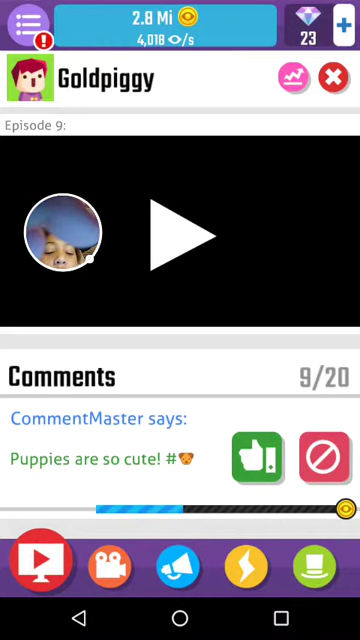 2.8 Mi
4,018 /s
23
+
!
Goldpiggy
Episode 9:
Comments 9/20
CommentMaster says:
Puppies are so cute! #🐶